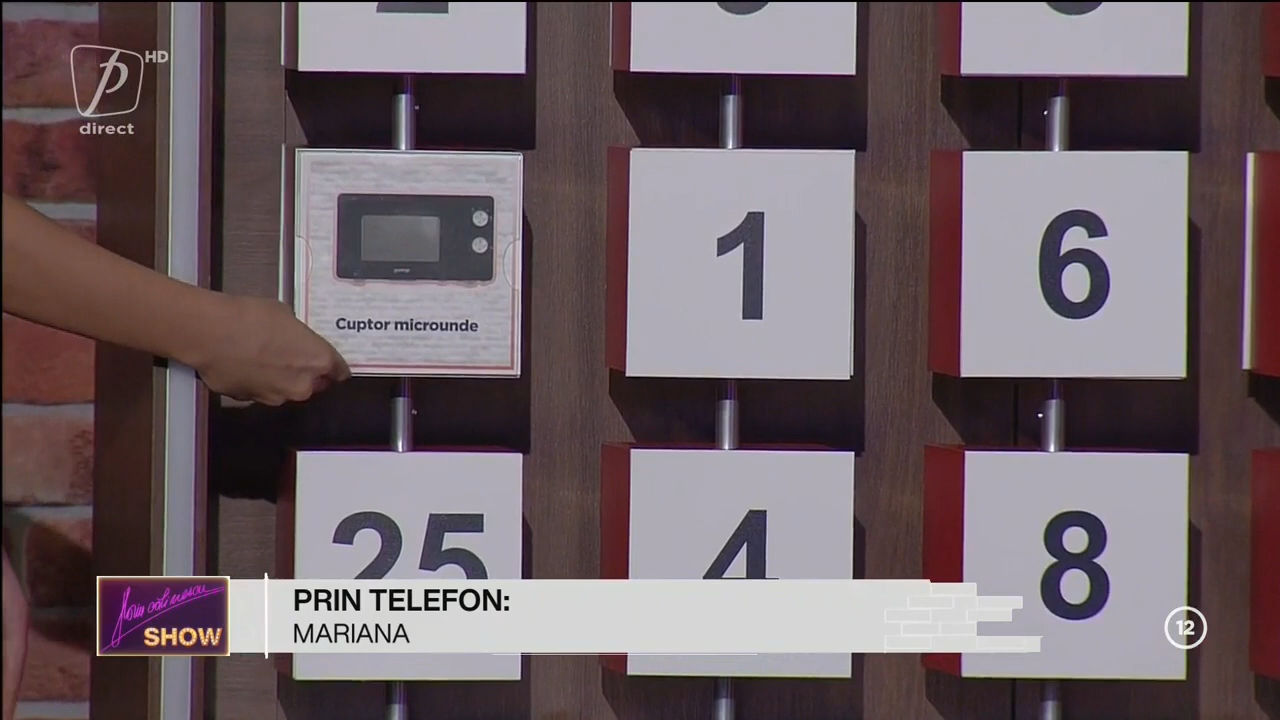 HD
direct
Cuptor microunde
1
6
25
4
8
SHOW
PRIN TELEFON:
MARIANA
12